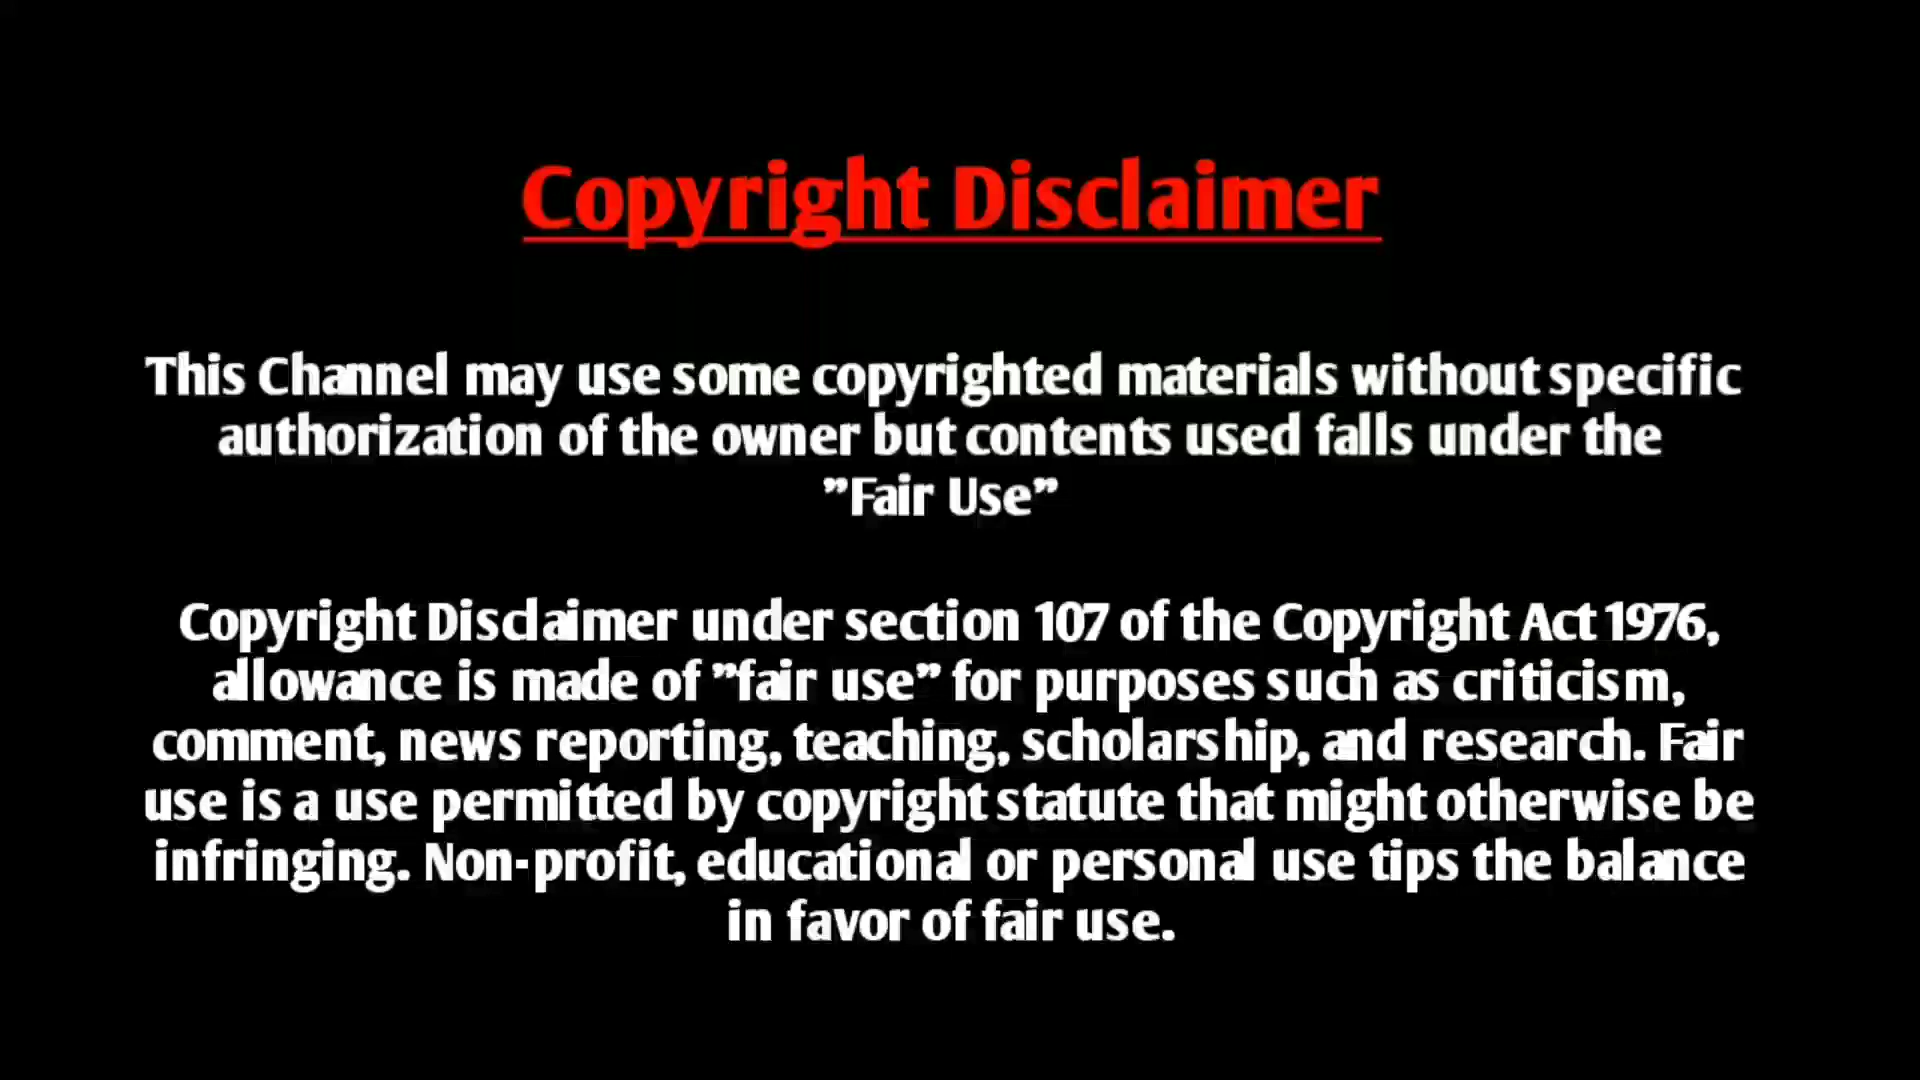 Copyright Disclaimer
This Channel may use some copyrighted materials without specific
authorization of the owner but contents used falls under the
"Fair Use"
Copyright Disclaimer under section 107 of the Copyright Act 1976,
allowance is made of "fair use" for purposes such as criticism,
comment, news reporting, teaching, scholarship, and research. Fair
use is a use permitted by copyright statute that might otherwise be
infringing. Non-profit, educational or personal use tips the balance
in favor of fair use.